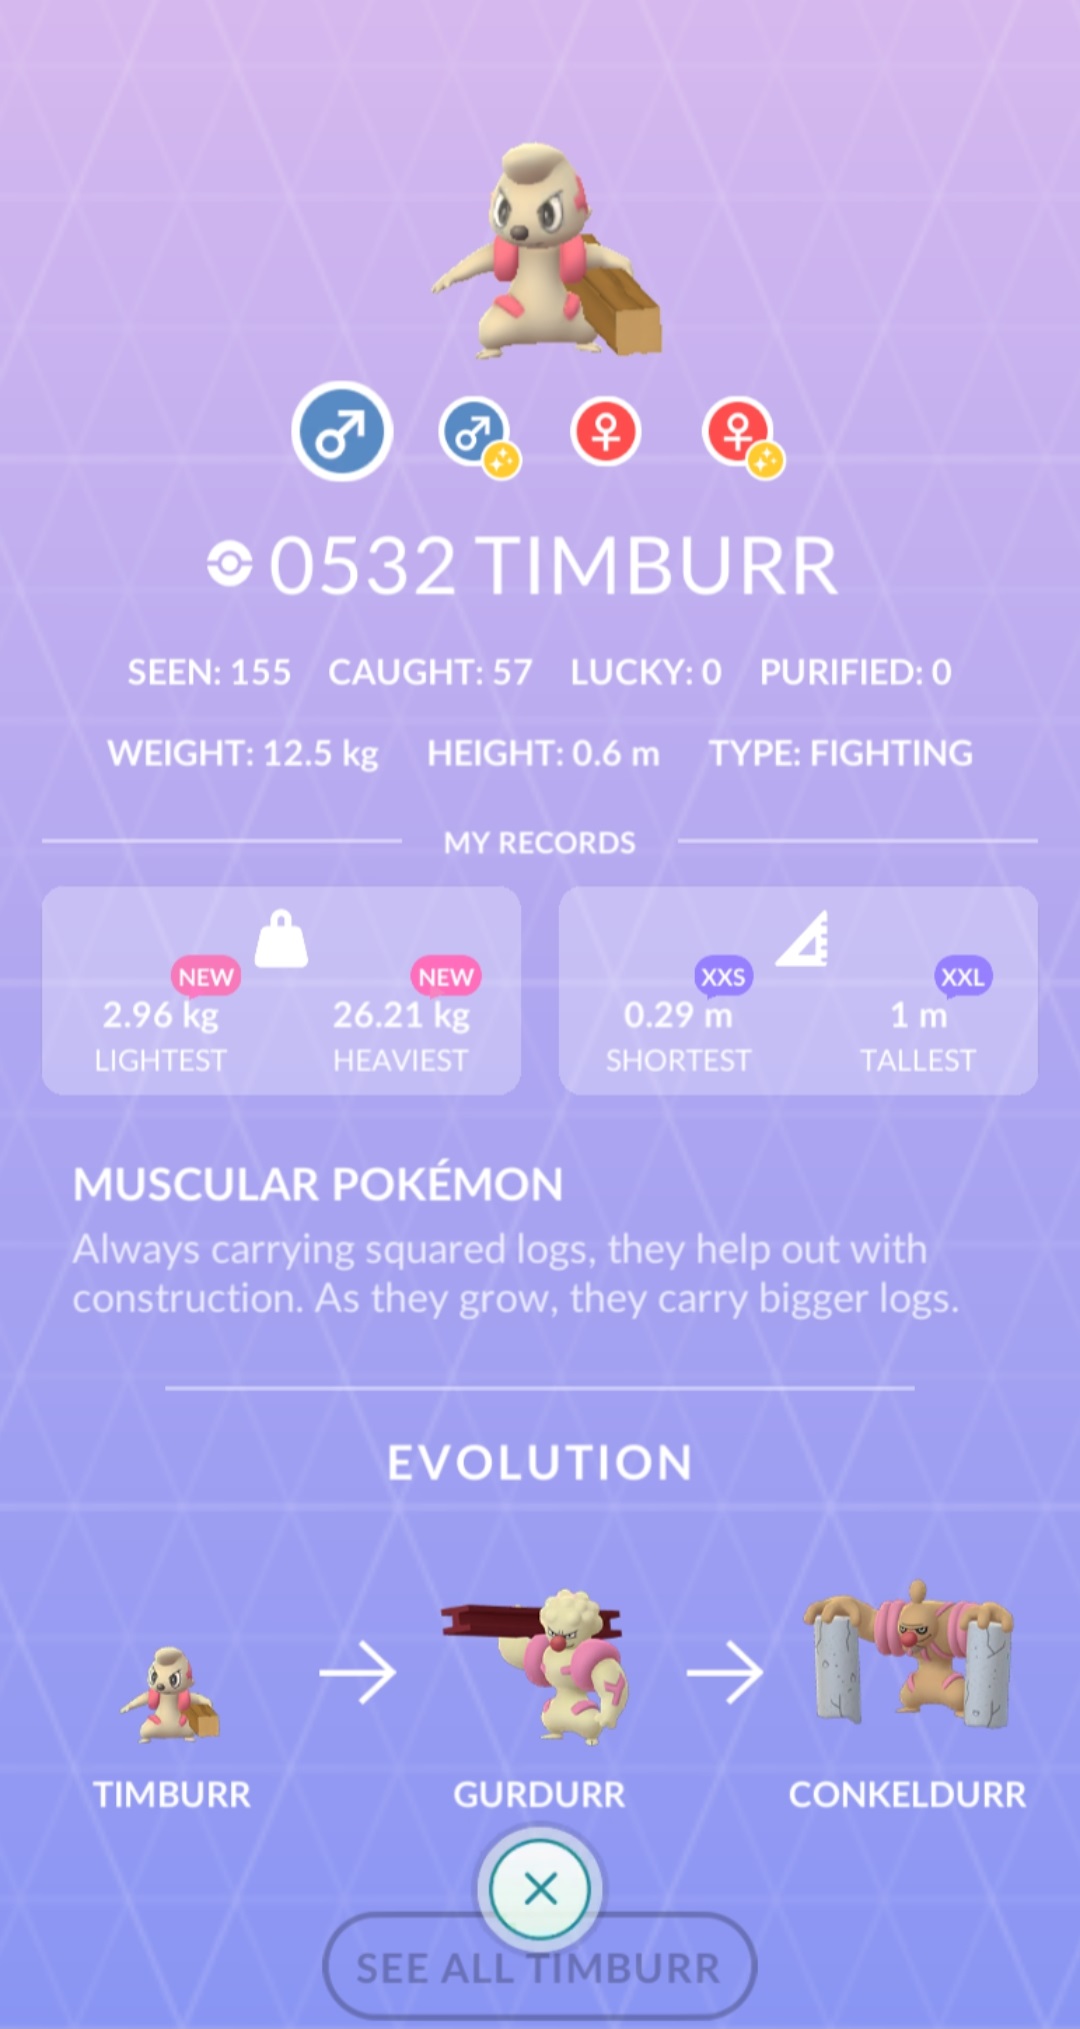 0532 TIMBURR
SEEN: 155 CAUGHT: 57 LUCKY: 0 PURIFIED: 0
WEIGHT: 12.5 kg HEIGHT: 0.6 m TYPE: FIGHTING
MY RECORDS
NEW NEW XXS XXL
2.96 kg 26.21 kg 0.29 m 1 m
LIGHTEST HEAVIEST SHORTEST TALLEST
MUSCULAR POKÉMON
Always carrying squared logs, they help out with
construction. As they grow, they carry bigger logs.
EVOLUTION
TIMBURR GURDURR CONKELDURR
SEE ALL TIMBURR